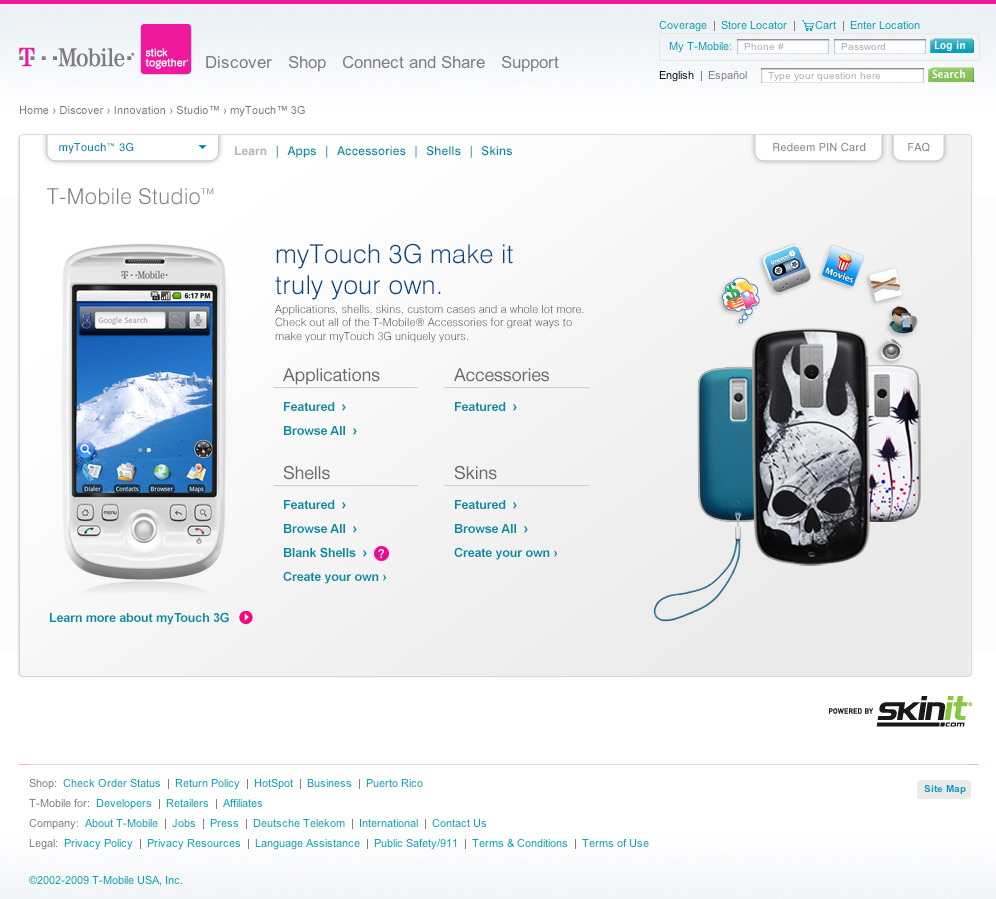 Coverage | Store Locator | Cart | Enter Location
My T-Mobile: Phone # Password Log in
English | Español Type your question here Search
T··Mobile· stick together® Discover Shop Connect and Share Support
Home › Discover › Innovation › Studio™ › myTouch 3G
myTouch™ 3G Learn | Apps | Accessories | Shells | Skins Redeem PIN Card FAQ
T-Mobile Studio™
T··Mobile·
6:17 PM
Google Search
Dialer Contacts Browser Maps
menu
Learn more about myTouch 3G
myTouch 3G make it
truly your own.
Applications, shells, skins, custom cases and a whole lot more.
Check out all of the T-Mobile® Accessories for great ways to
make your myTouch 3G uniquely yours.
Applications
Featured ›
Browse All ›
Accessories
Featured ›
Shells
Featured ›
Browse All ›
Blank Shells › ?
Create your own ›
Skins
Featured ›
Browse All ›
Create your own ›
imeem
Movies
POWERED BY skinit.com
Shop: Check Order Status | Return Policy | HotSpot | Business | Puerto Rico
Site Map
T-Mobile for: Developers | Retailers | Affiliates
Company: About T-Mobile | Jobs | Press | Deutsche Telekom | International | Contact Us
Legal: Privacy Policy | Privacy Resources | Language Assistance | Public Safety/911 | Terms & Conditions | Terms of Use
©2002-2009 T-Mobile USA, Inc.